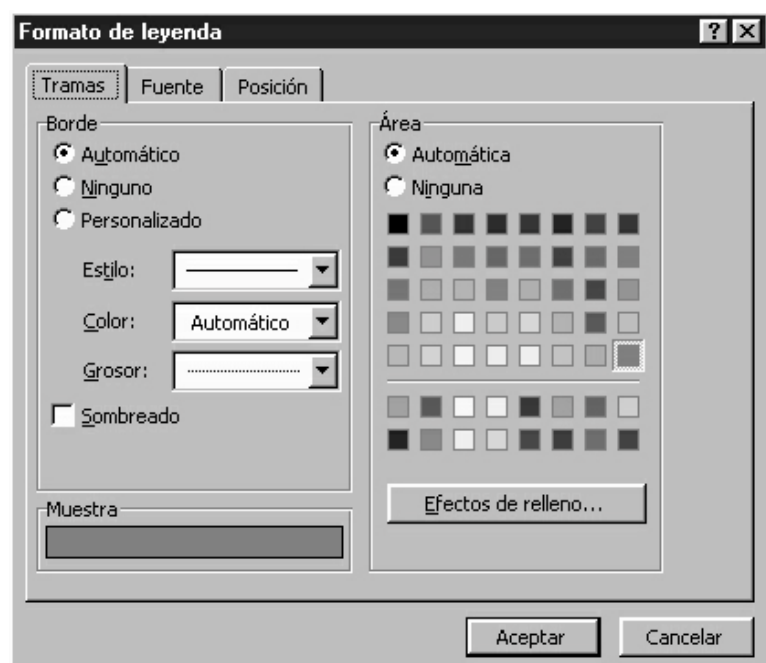 Formato de leyenda
Tramas Fuente Posición
Borde
Automático
Ninguno
Personalizado
Estilo:
Color: Automático
Grosor:
Sombreado
Muestra
Área
Automática
Ninguna
Efectos de relleno...
Aceptar Cancelar